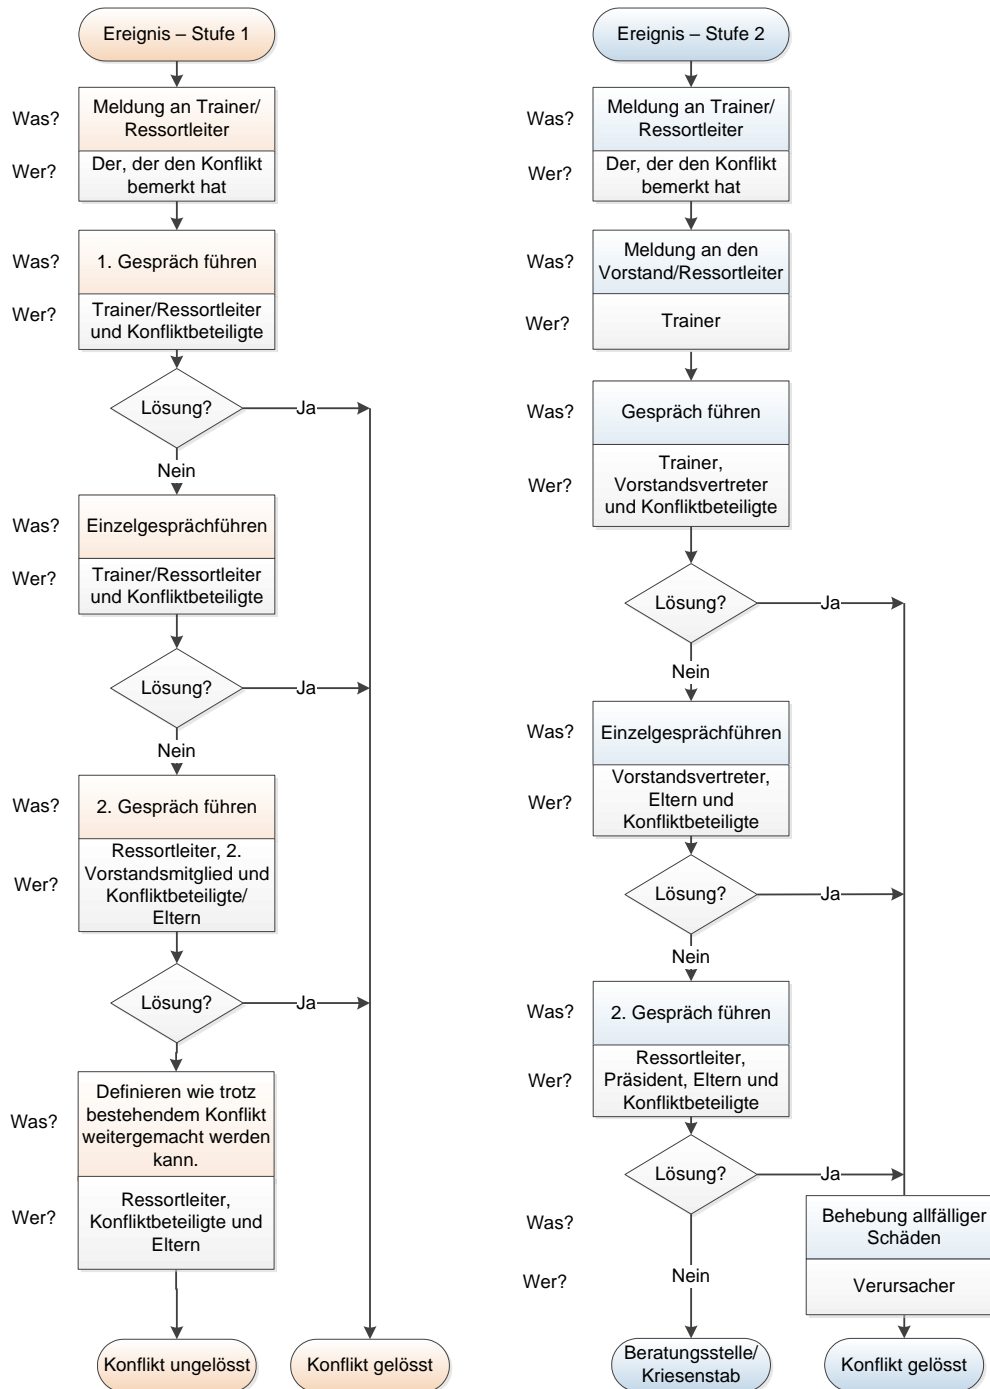 Ereignis – Stufe 1
Was?
Meldung an Trainer/
Ressortleiter
Wer?
Der, der den Konflikt
bemerkt hat
Was?
1. Gespräch führen
Wer?
Trainer/Ressortleiter
und Konfliktbeteiligte
Lösung?
Ja
Nein
Was?
Einzelgesprächführen
Wer?
Trainer/Ressortleiter
und Konfliktbeteiligte
Lösung?
Ja
Nein
Was?
2. Gespräch führen
Wer?
Ressortleiter, 2.
Vorstandsmitglied und
Konfliktbeteiligte/
Eltern
Lösung?
Ja
Was?
Definieren wie trotz
bestehendem Konflikt
weitergemacht werden
kann.
Wer?
Ressortleiter,
Konfliktbeteiligte und
Eltern
Konflikt ungelösst
Konflikt gelösst
Ereignis – Stufe 2
Was?
Meldung an Trainer/
Ressortleiter
Wer?
Der, der den Konflikt
bemerkt hat
Was?
Meldung an den
Vorstand/Ressortleiter
Wer?
Trainer
Was?
Gespräch führen
Wer?
Trainer,
Vorstandsvertreter
und Konfliktbeteiligte
Lösung?
Ja
Nein
Was?
Einzelgesprächführen
Wer?
Vorstandsvertreter,
Eltern und
Konfliktbeteiligte
Lösung?
Ja
Nein
Was?
2. Gespräch führen
Wer?
Ressortleiter,
Präsident, Eltern und
Konfliktbeteiligte
Lösung?
Ja
Was?
Behebung allfälliger
Schäden
Wer?
Nein
Verursacher
Beratungsstelle/
Kriesenstab
Konflikt gelösst